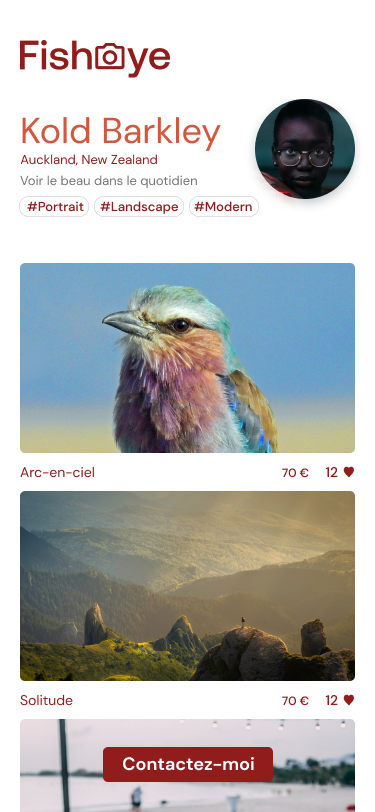 Fisheye
Kold Barkley
Auckland, New Zealand
Voir le beau dans le quotidien
#Portrait #Landscape #Modern
Arc-en-ciel 70 € 12 ♥
Solitude 70 € 12 ♥
Contactez-moi